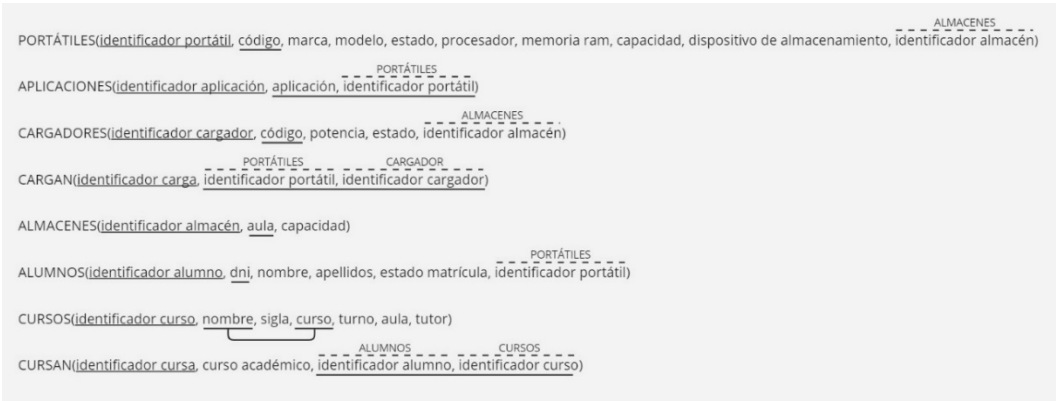 ALMACENES
PORTÁTILES(identificador portátil, código, marca, modelo, estado, procesador, memoria ram, capacidad, dispositivo de almacenamiento, identificador almacén)
PORTÁTILES
APLICACIONES(identificador aplicación, aplicación, identificador portátil)
ALMACENES
CARGADORES(identificador cargador, código, potencia, estado, identificador almacén)
PORTÁTILES CARGADOR
CARGAN(identificador carga, identificador portátil, identificador cargador)
ALMACENES(identificador almacén, aula, capacidad)
PORTÁTILES
ALUMNOS(identificador alumno, dni, nombre, apellidos, estado matrícula, identificador portátil)
CURSOS(identificador curso, nombre, sigla, curso, turno, aula, tutor)
ALUMNOS CURSOS
CURSAN(identificador cursa, curso académico, identificador alumno, identificador curso)